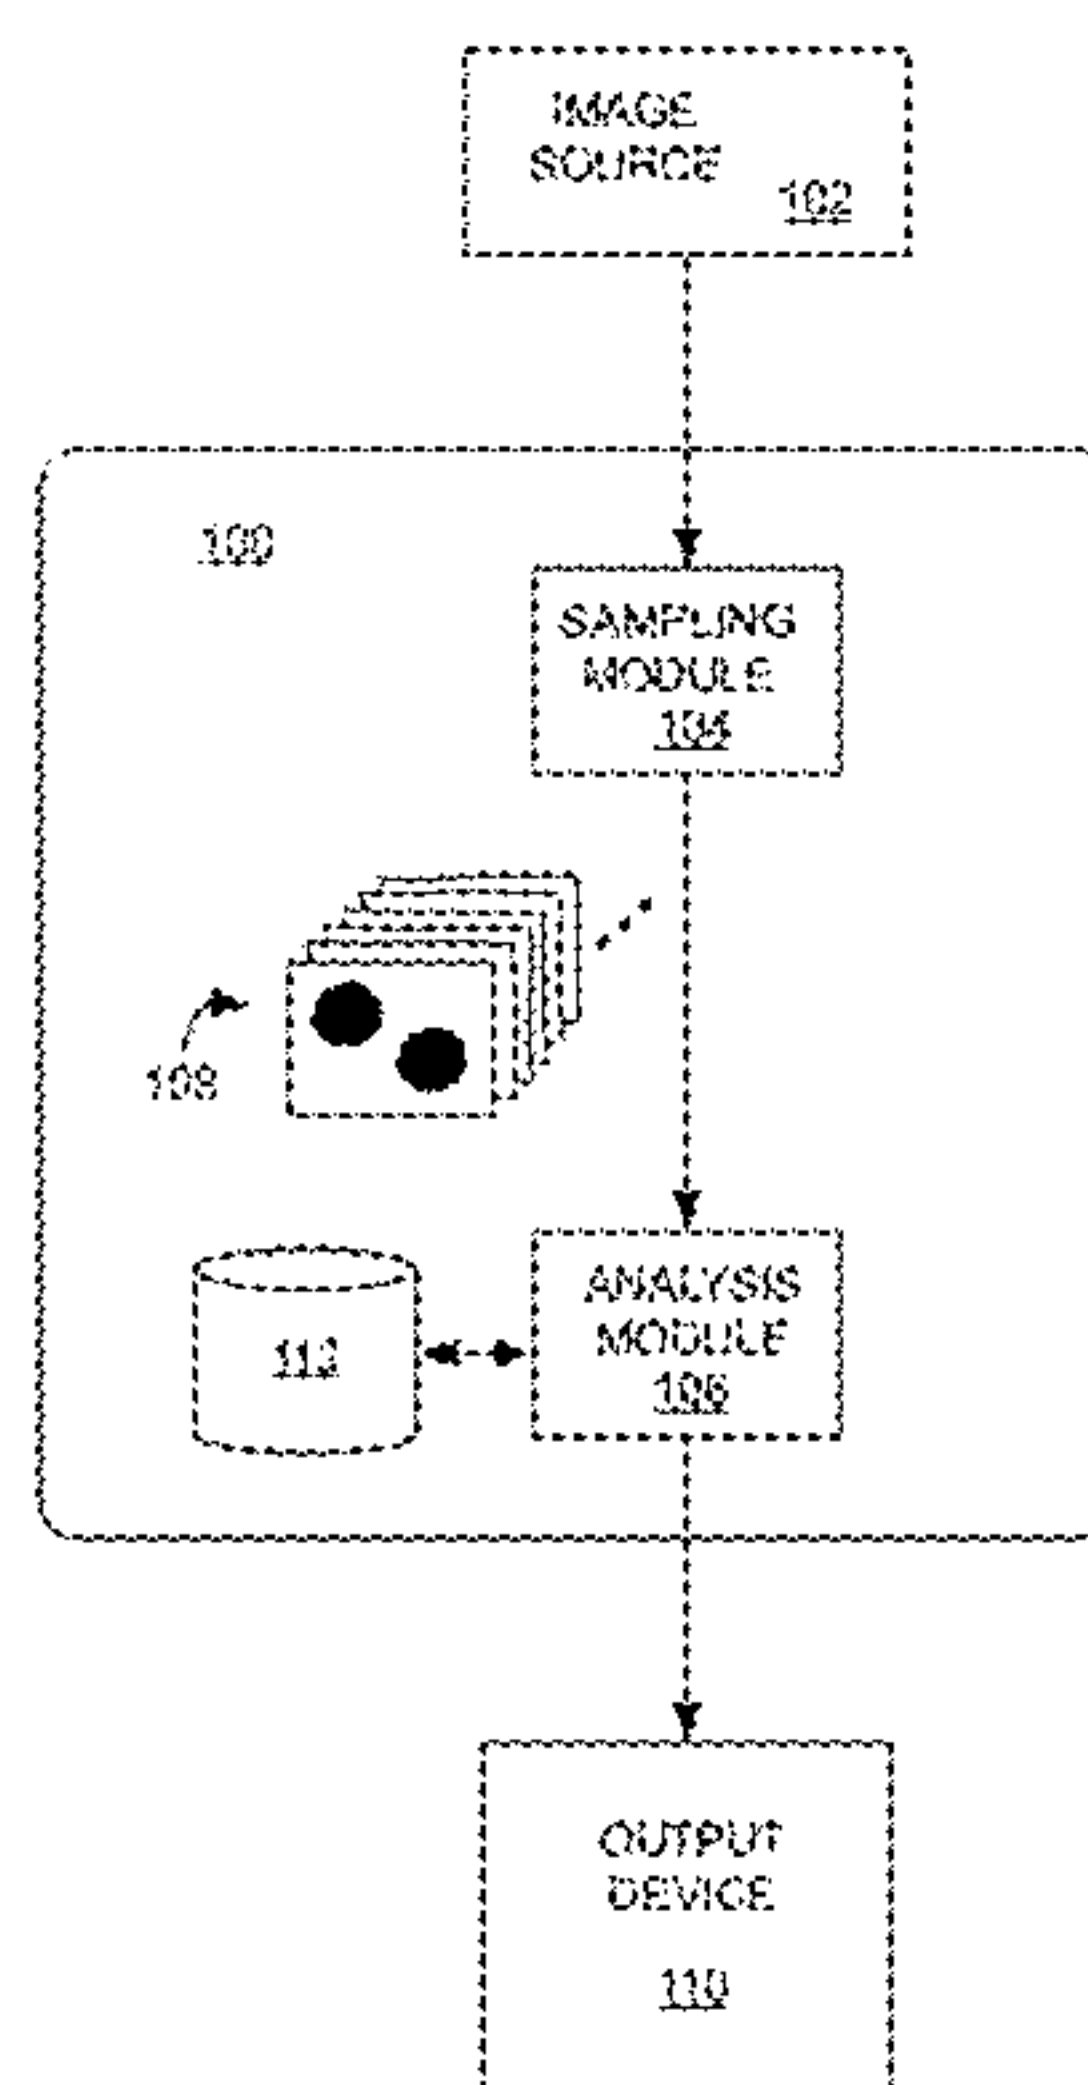 IMAGE
SOURCE
102
100
SAMPLING
MODULE
104
108
ANALYSIS
MODULE
106
112
OUTPUT
DEVICE
110